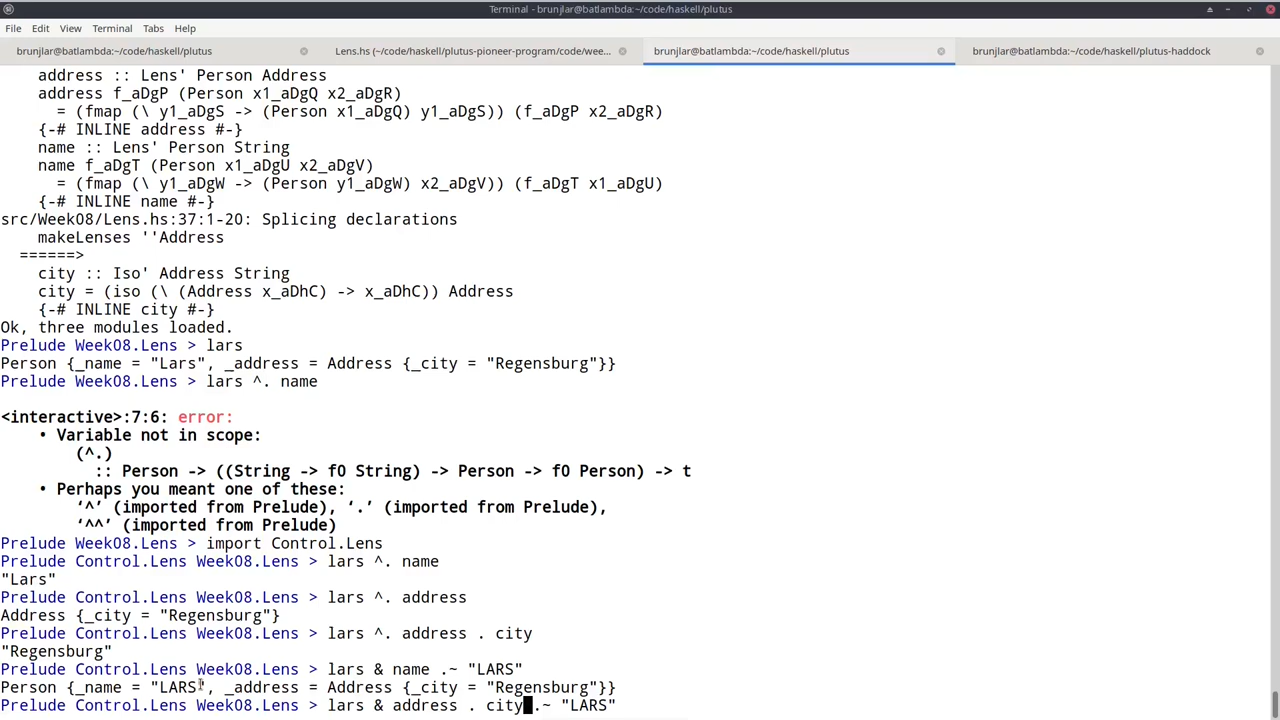 Terminal - brunjlar@batlambda:~/code/haskell/plutus
File Edit View Terminal Tabs Help
brunjlar@batlambda:~/code/haskell/plutus Lens.hs (~/code/haskell/plutus-pioneer-program/code/wee... brunjlar@batlambda:~/code/haskell/plutus brunjlar@batlambda:~/code/haskell/plutus-haddock
address :: Lens' Person Address
address f_aDgP (Person x1_aDgQ x2_aDgR)
= (fmap (\ y1_aDgS -> (Person x1_aDgQ) y1_aDgS)) (f_aDgP x2_aDgR)
{-# INLINE address #-}
name :: Lens' Person String
name f_aDgT (Person x1_aDgU x2_aDgV)
= (fmap (\ y1_aDgW -> (Person y1_aDgW) x2_aDgV)) (f_aDgT x1_aDgU)
{-# INLINE name #-}
src/Week08/Lens.hs:37:1-20: Splicing declarations
makeLenses ''Address
======>
city :: Iso' Address String
city = (iso (\ (Address x_aDhC) -> x_aDhC)) Address
{-# INLINE city #-}
Ok, three modules loaded.
Prelude Week08.Lens > lars
Person {_name = "Lars", _address = Address {_city = "Regensburg"}}
Prelude Week08.Lens > lars ^. name
<interactive>:7:6: error:
• Variable not in scope:
(^.)
:: Person -> ((String -> f0 String) -> Person -> f0 Person) -> t
• Perhaps you meant one of these:
‘^’ (imported from Prelude), ‘.’ (imported from Prelude),
‘^^’ (imported from Prelude)
Prelude Week08.Lens > import Control.Lens
Prelude Control.Lens Week08.Lens > lars ^. name
"Lars"
Prelude Control.Lens Week08.Lens > lars ^. address
Address {_city = "Regensburg"}
Prelude Control.Lens Week08.Lens > lars ^. address . city
"Regensburg"
Prelude Control.Lens Week08.Lens > lars & name .~ "LARS"
Person {_name = "LARS", _address = Address {_city = "Regensburg"}}
Prelude Control.Lens Week08.Lens > lars & address . city .~ "LARS"